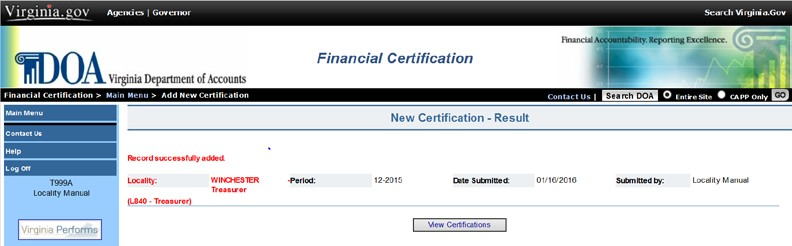 Virginia.gov Agencies | Governor Search Virginia.Gov
Financial Accountability. Reporting Excellence.
Financial Certification
DOA Virginia Department of Accounts
Financial Certification > Main Menu > Add New Certification Contact Us | Search DOA Entire Site CAPP Only GO
Main Menu
Contact Us
Help
Log Off
T999A
Locality Manual
Virginia Performs
New Certification - Result
Record successfully added.
Locality: WINCHESTER Treasurer -Period: 12-2015 Date Submitted: 01/16/2016 Submitted by: Locality Manual
(L840 - Treasurer)
View Certifications